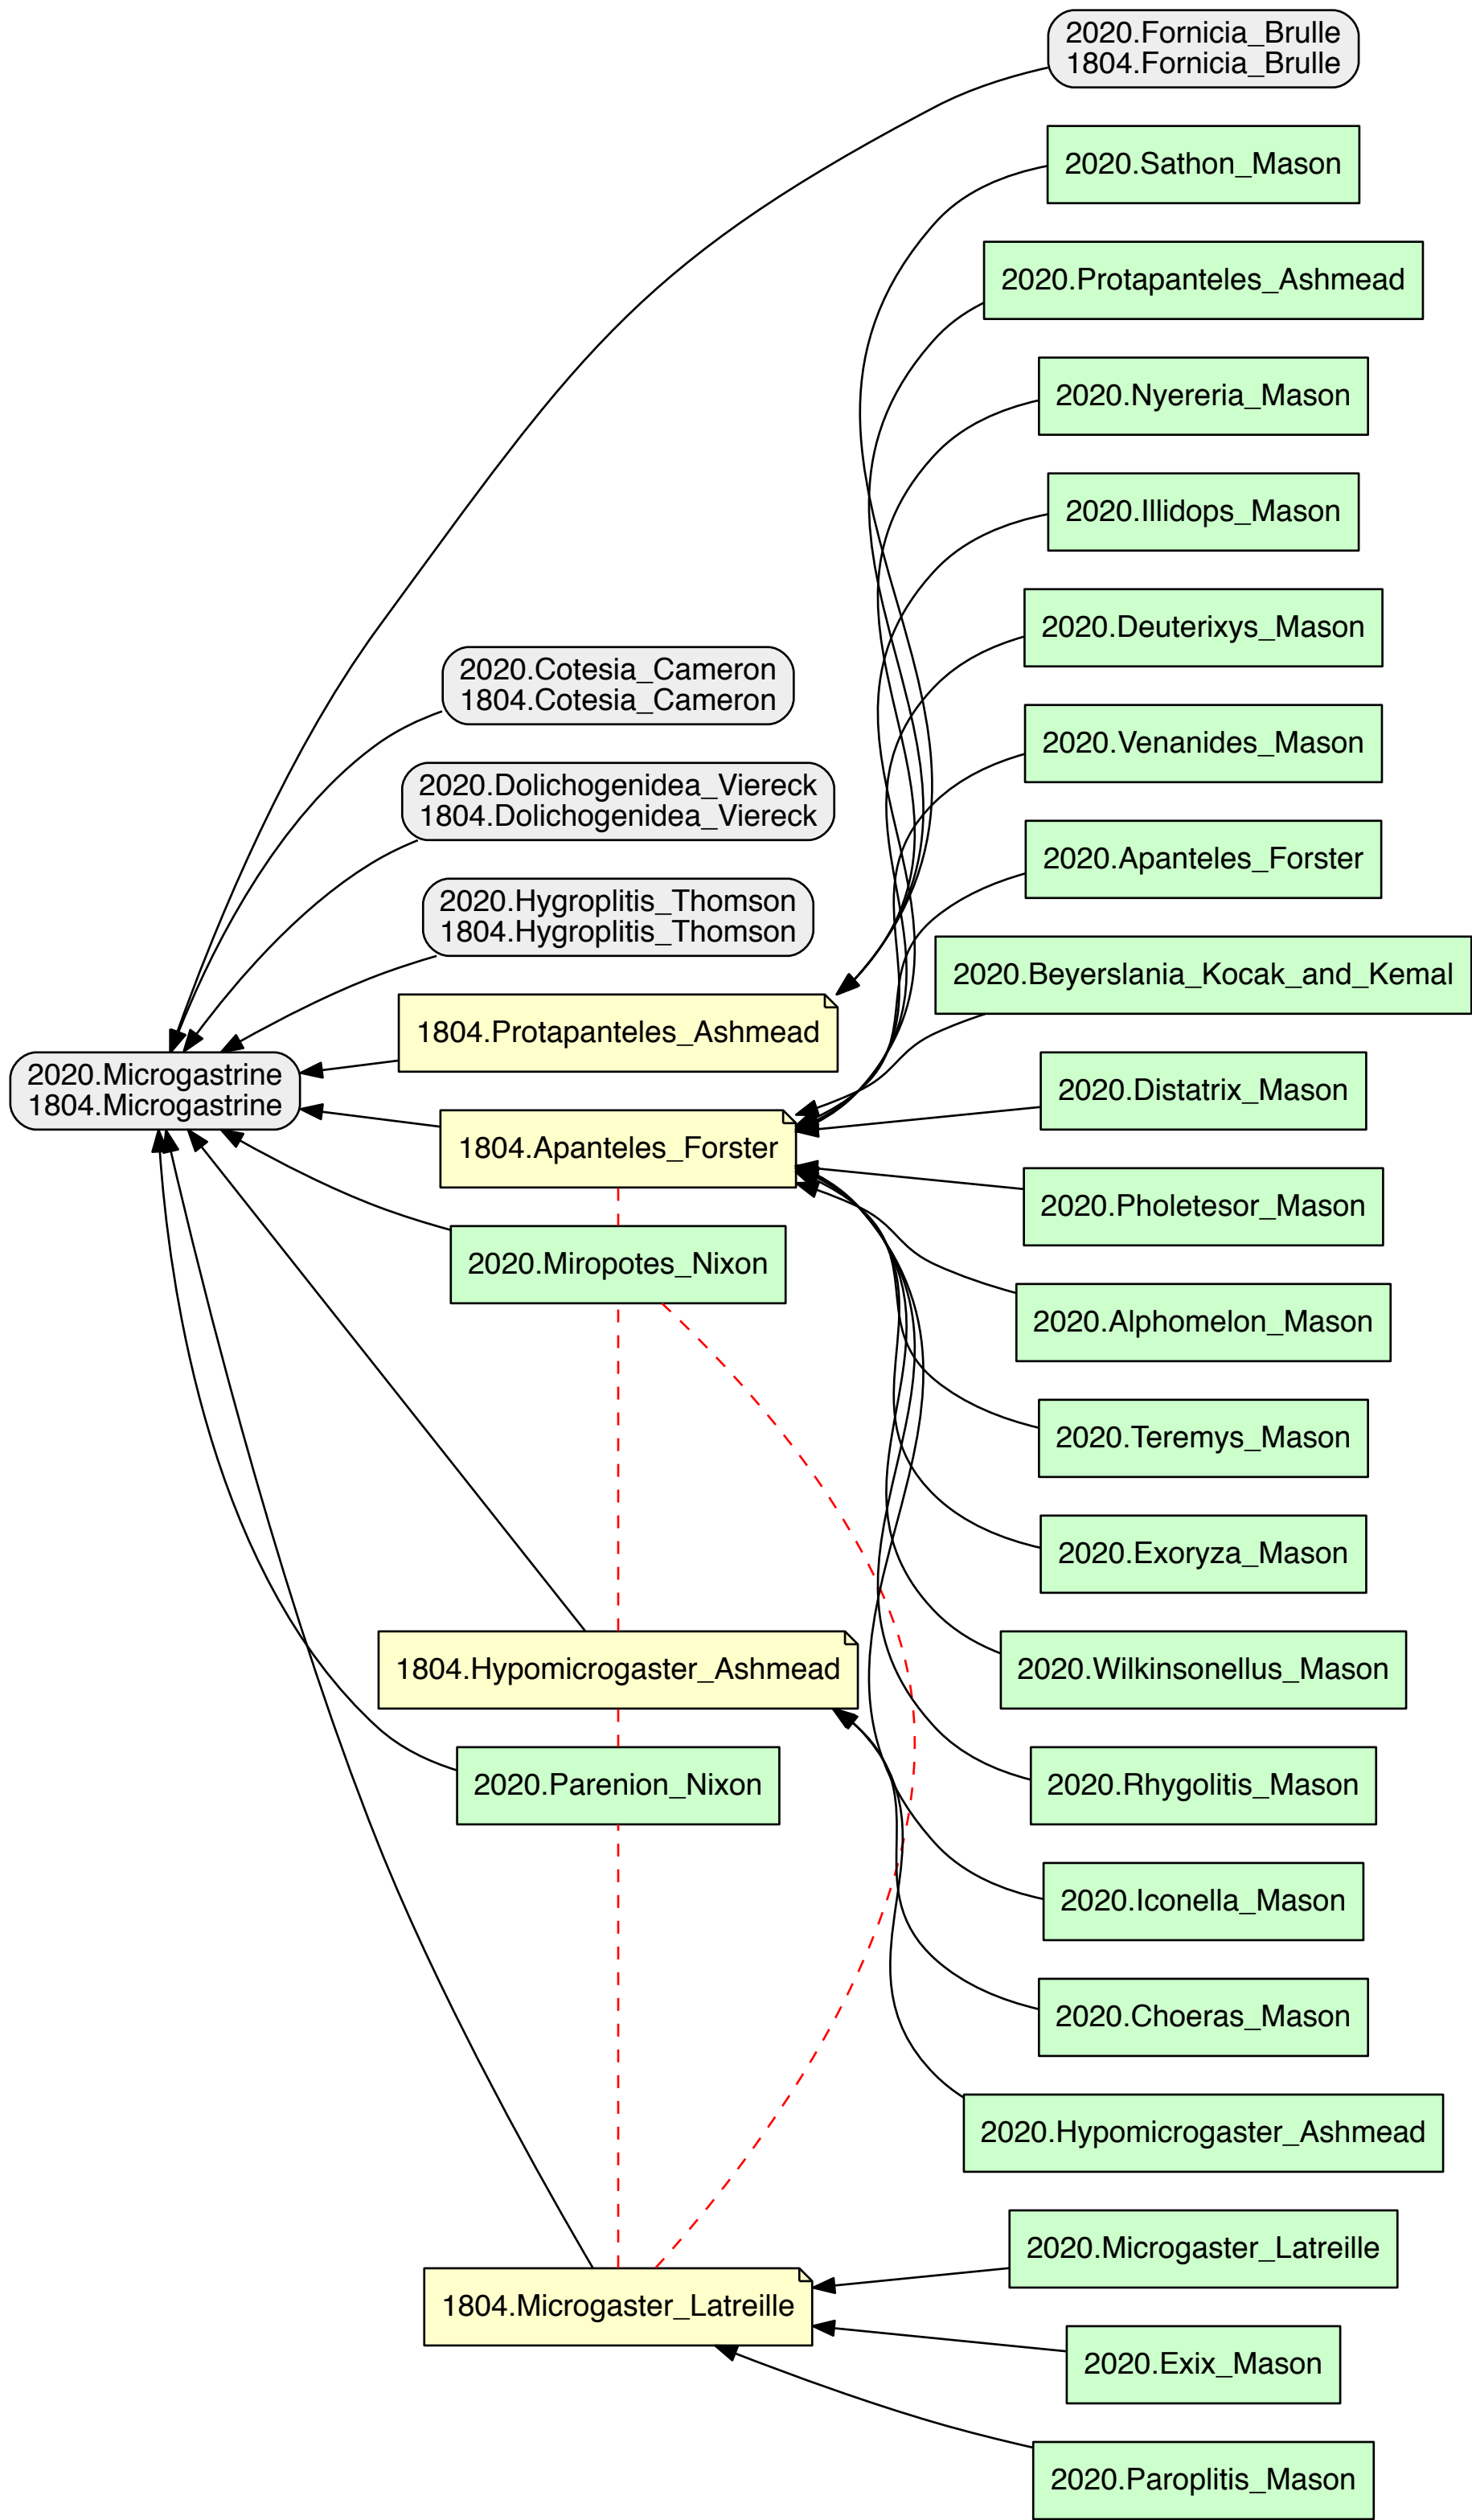 2020.Fornicia_Brulle
1804.Fornicia_Brulle
2020.Sathon_Mason
2020.Protapanteles_Ashmead
2020.Nyereria_Mason
2020.Illidops_Mason
2020.Deuterixys_Mason
2020.Cotesia_Cameron
1804.Cotesia_Cameron
2020.Venanides_Mason
2020.Dolichogenidea_Viereck
1804.Dolichogenidea_Viereck
2020.Apanteles_Forster
2020.Hygroplitis_Thomson
1804.Hygroplitis_Thomson
2020.Beyerslania_Kocak_and_Kemal
1804.Protapanteles_Ashmead
2020.Microgastrine
1804.Microgastrine
2020.Distatrix_Mason
1804.Apanteles_Forster
2020.Pholetesor_Mason
2020.Miropotes_Nixon
2020.Alphomelon_Mason
2020.Teremys_Mason
2020.Exoryza_Mason
1804.Hypomicrogaster_Ashmead
2020.Wilkinsonellus_Mason
2020.Parenion_Nixon
2020.Rhygolitis_Mason
2020.Iconella_Mason
2020.Choeras_Mason
2020.Hypomicrogaster_Ashmead
2020.Microgaster_Latreille
1804.Microgaster_Latreille
2020.Exix_Mason
2020.Paroplitis_Mason